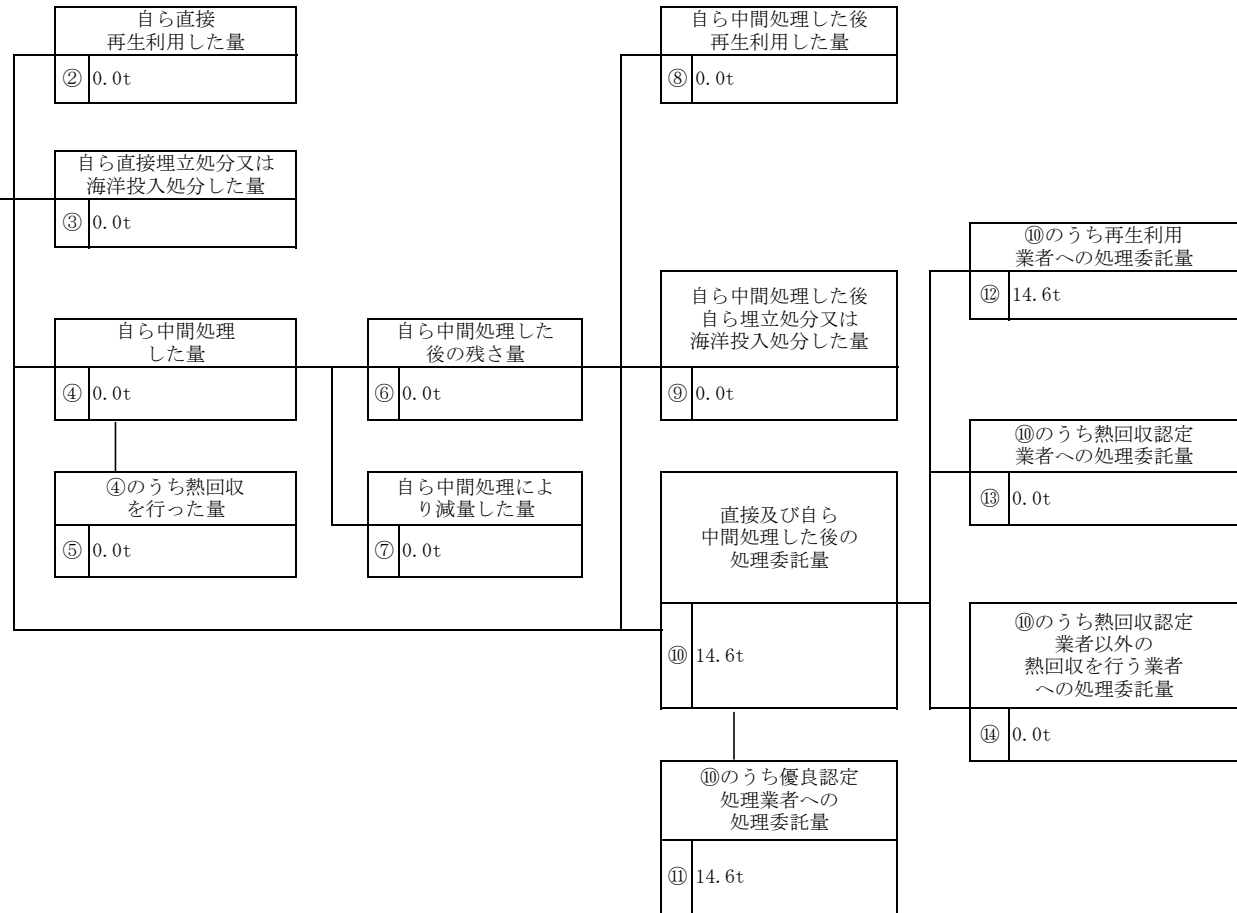 自ら直接
再生利用した量
② 0.0t
自ら直接埋立処分又は
海洋投入処分した量
③ 0.0t
自ら中間処理
した量
④ 0.0t
④のうち熱回収
を行った量
⑤ 0.0t
自ら中間処理した
後の残さ量
⑥ 0.0t
自ら中間処理によ
り減量した量
⑦ 0.0t
自ら中間処理した後
再生利用した量
⑧ 0.0t
自ら中間処理した後
自ら埋立処分又は
海洋投入処分した量
⑨ 0.0t
直接及び自ら
中間処理した後の
処理委託量
⑩ 14.6t
⑩のうち優良認定
処理業者への
処理委託量
⑪ 14.6t
⑩のうち再生利用
業者への処理委託量
⑫ 14.6t
⑩のうち熱回収認定
業者への処理委託量
⑬ 0.0t
⑩のうち熱回収認定
業者以外の
熱回収を行う業者
への処理委託量
⑭ 0.0t